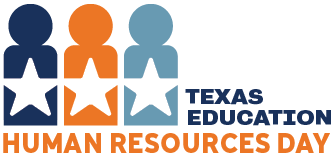 TEXAS
EDUCATION
HUMAN RESOURCES DAY